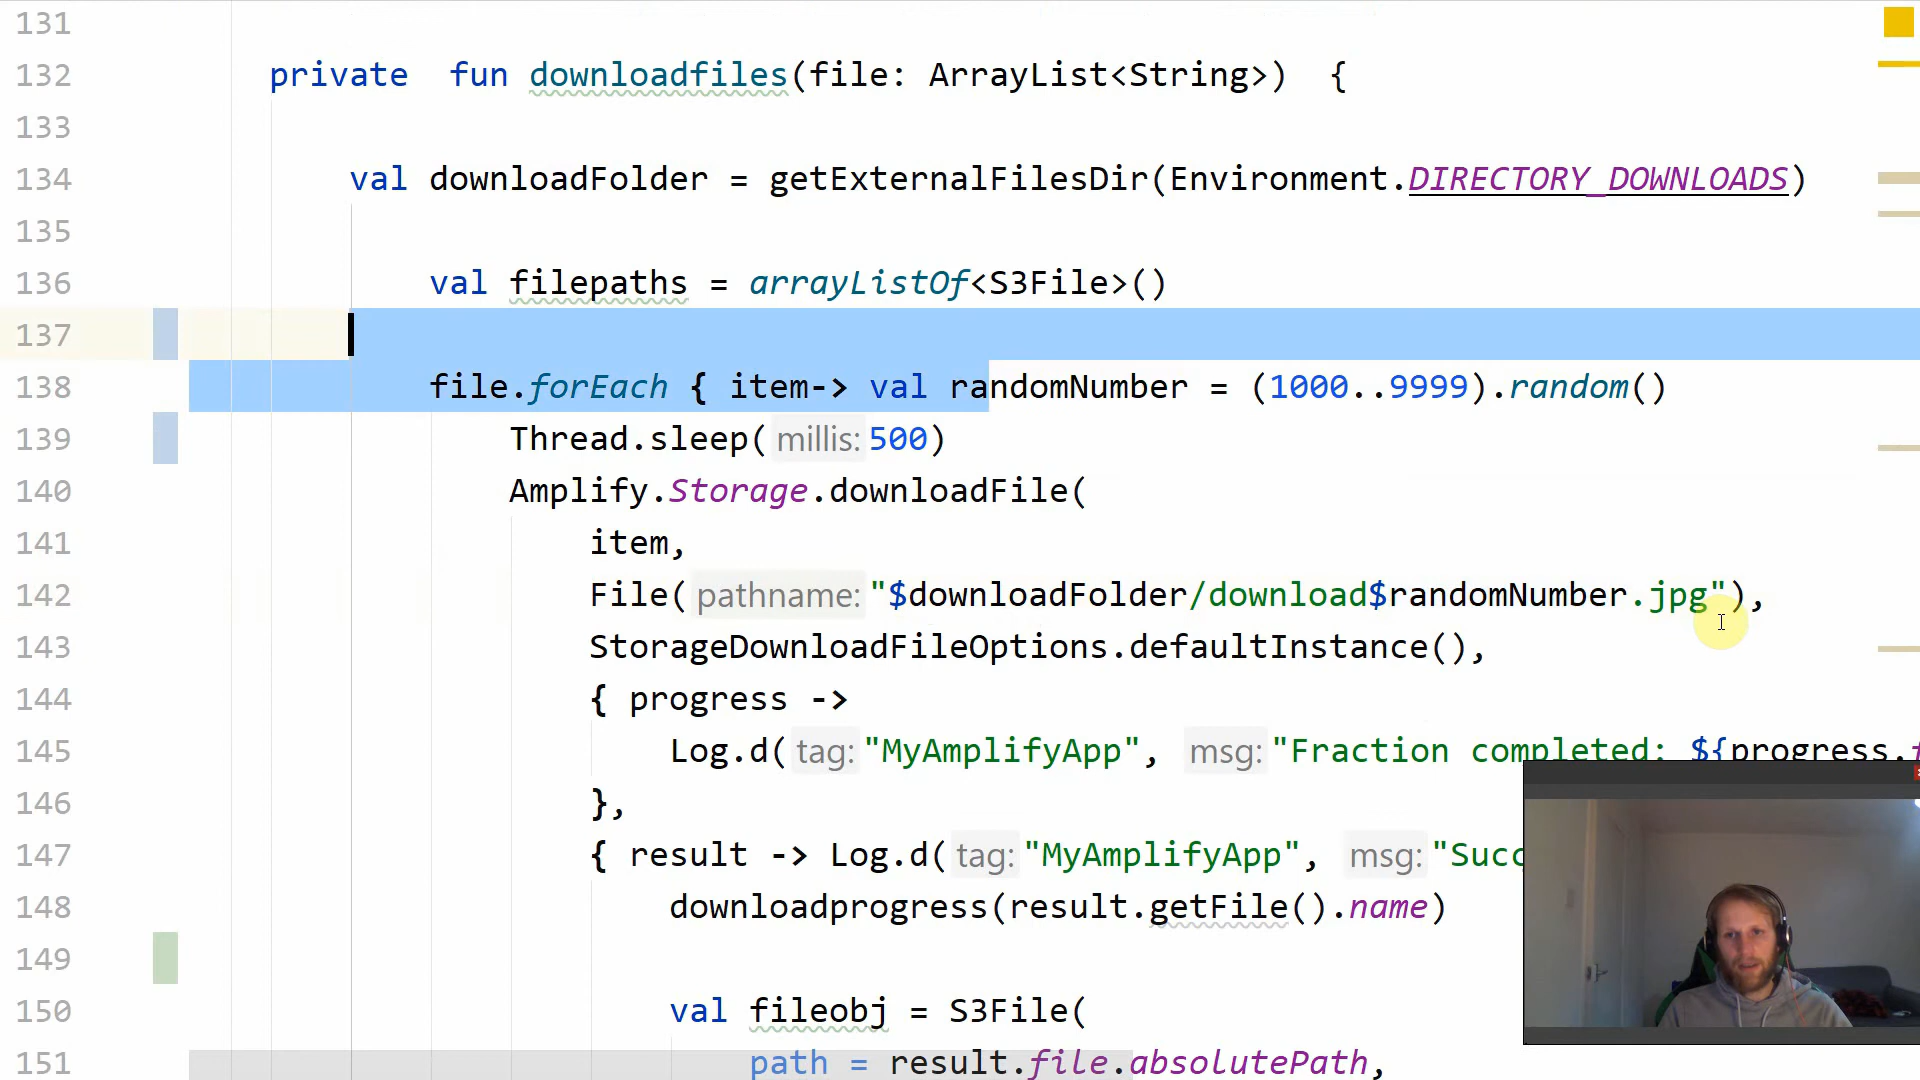 131
132 private fun downloadfiles(file: ArrayList<String>) {
133
134 val downloadFolder = getExternalFilesDir(Environment.DIRECTORY_DOWNLOADS)
135
136 val filepaths = arrayListOf<S3File>()
137
138 file.forEach { item-> val randomNumber = (1000..9999).random()
139 Thread.sleep( millis: 500)
140 Amplify.Storage.downloadFile(
141 item,
142 File( pathname: "$downloadFolder/download$randomNumber.jpg"),
143 StorageDownloadFileOptions.defaultInstance(),
144 { progress ->
145 Log.d( tag: "MyAmplifyApp", msg: "Fraction completed: ${progress.
146 },
147 { result -> Log.d( tag: "MyAmplifyApp", msg: "Succ
148 downloadprogress(result.getFile().name)
149
150 val fileobj = S3File(
151 path = result.file.absolutePath,